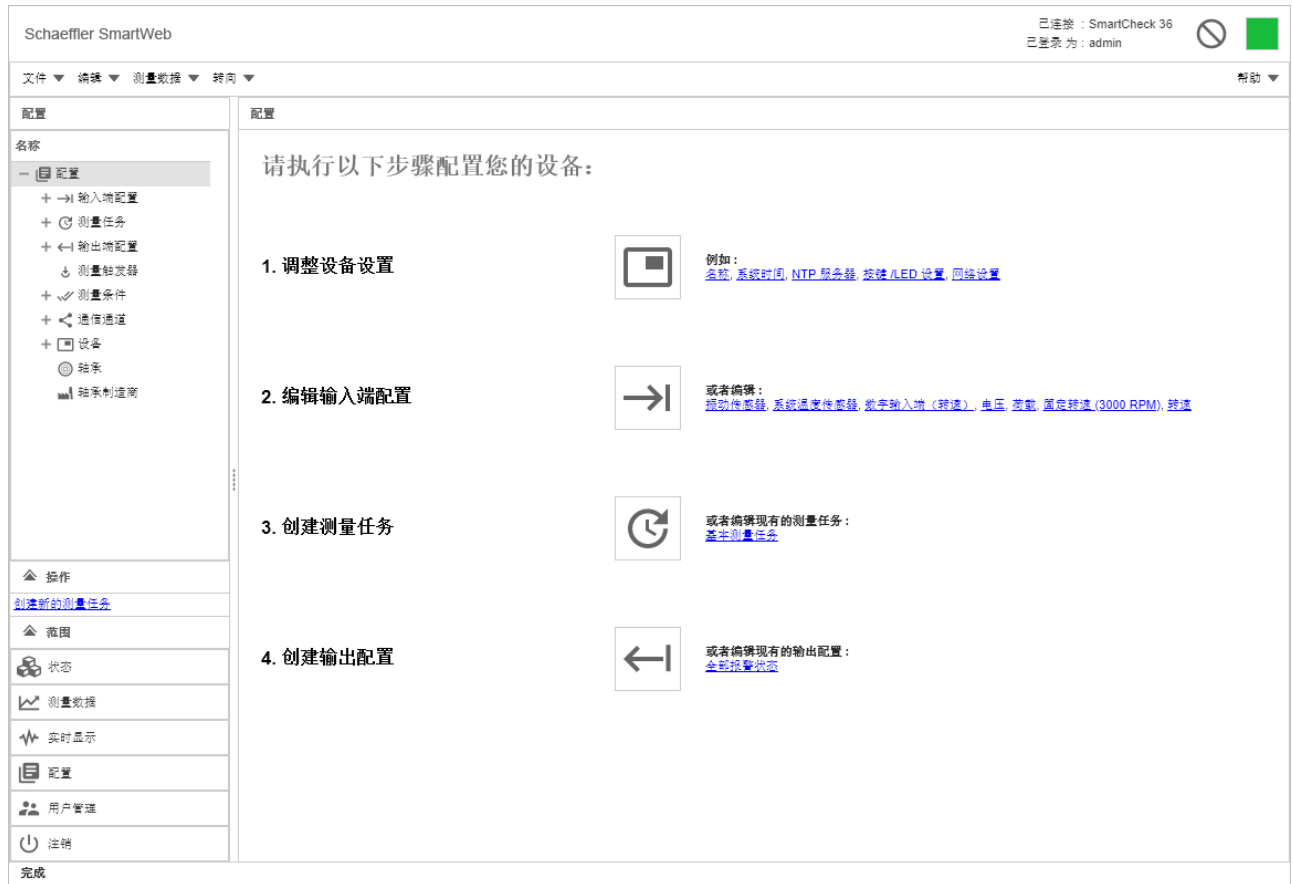 Schaeffler SmartWeb
已连接 : SmartCheck 36
已登录 为 : admin
文件 编辑 测量数据 转向 帮助
配置
配置
名称
请执行以下步骤配置您的设备：
配置
输入端配置
测量任务
输出端配置
测量触发器
测量条件
通信通道
设备
轴承
轴承制造商
1. 调整设备设置
例如：
名称, 系统时间, NTP 服务器, 按键 /LED 设置, 网络设置
2. 编辑输入端配置
或者编辑：
振动传感器, 系统温度传感器, 数字输入端（转速）, 电压, 荷载, 固定转速 (3000 RPM), 转速
3. 创建测量任务
或者编辑现有的测量任务：
基本测量任务
4. 创建输出配置
或者编辑现有的输出配置：
全部报警状态
操作
创建新的测量任务
范围
状态
测量数据
实时显示
配置
用户管理
注销
完成